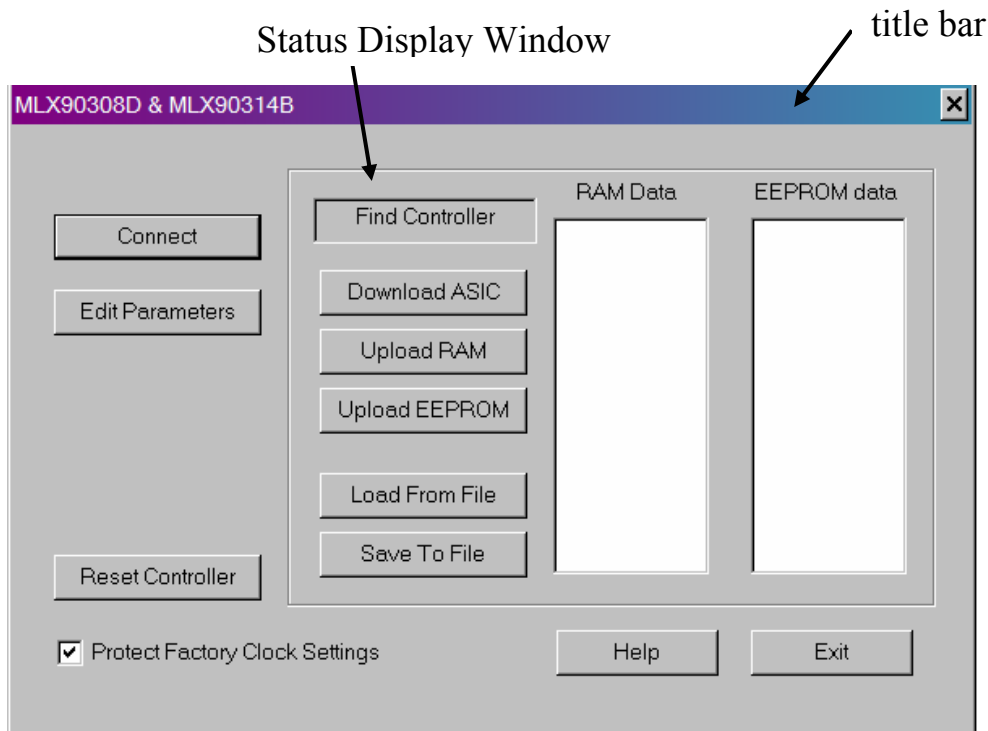 title bar
Status Display Window
MLX90308D & MLX90314B
RAM Data
EEPROM data
Find Controller
Connect
Download ASIC
Edit Parameters
Upload RAM
Upload EEPROM
Load From File
Save To File
Reset Controller
Protect Factory Clock Settings
Help
Exit